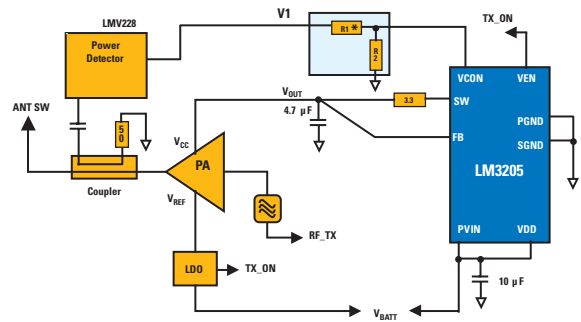 LMV228
Power
Detector
V1
R1*
R
2
TX_ON
VCON
VEN
SW
FB
PGND
SGND
LM3205
PVIN
VDD
VOUT
3.3
4.7 µF
ANT SW
50
Coupler
VCC
PA
VREF
RF_TX
LDO
TX_ON
10 µF
VBATT